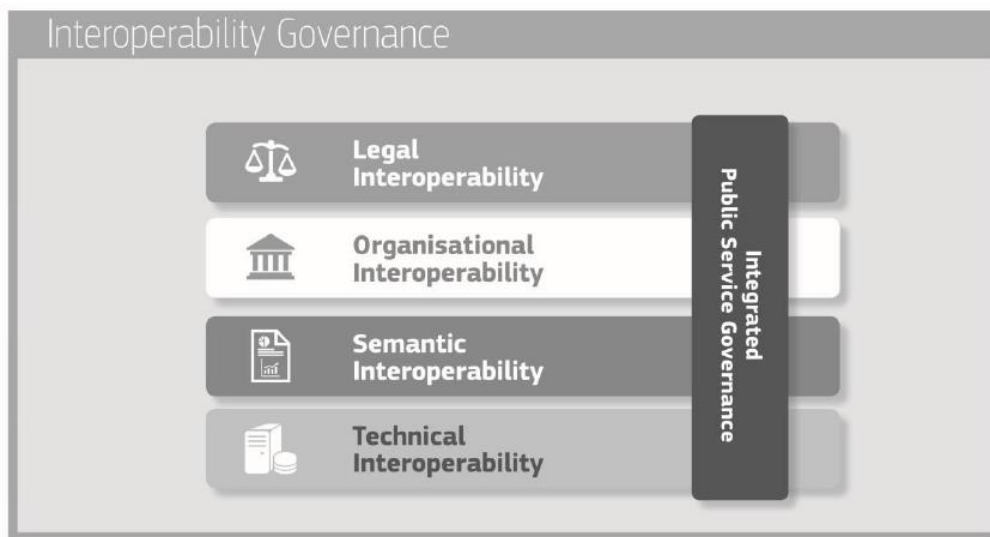 Interoperability Governance
Legal
Interoperability
Organisational
Interoperability
Semantic
Interoperability
Technical
Interoperability
Integrated
Public Service Governance